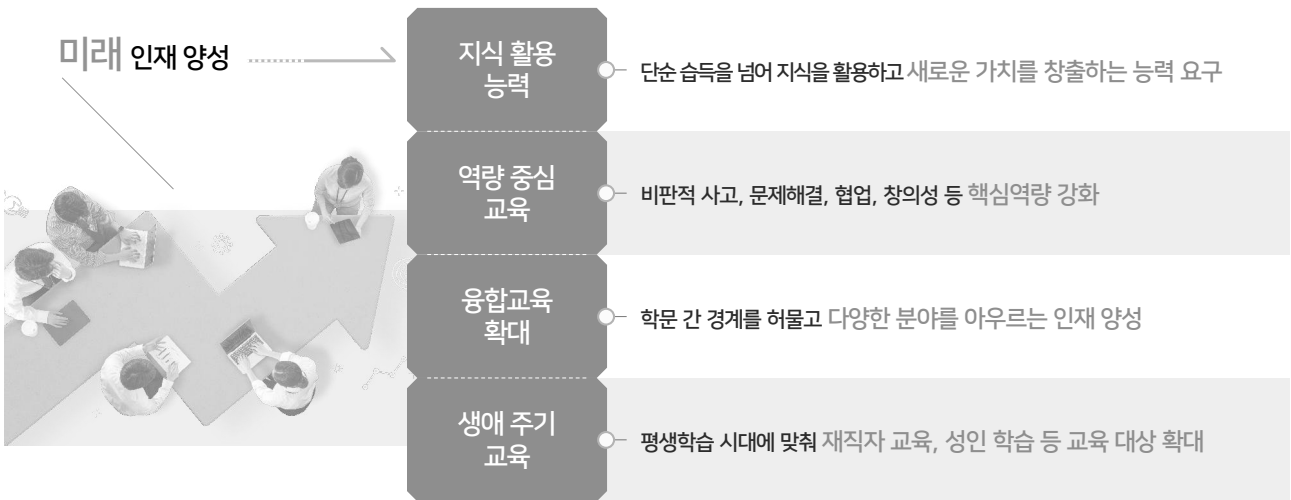 미래 인재 양성
지식 활용
능력
단순 습득을 넘어 지식을 활용하고 새로운 가치를 창출하는 능력 요구
역량 중심
교육
비판적 사고, 문제해결, 협업, 창의성 등 핵심역량 강화
융합교육
확대
학문 간 경계를 허물고 다양한 분야를 아우르는 인재 양성
생애 주기
교육
평생학습 시대에 맞춰 재직자 교육, 성인 학습 등 교육 대상 확대